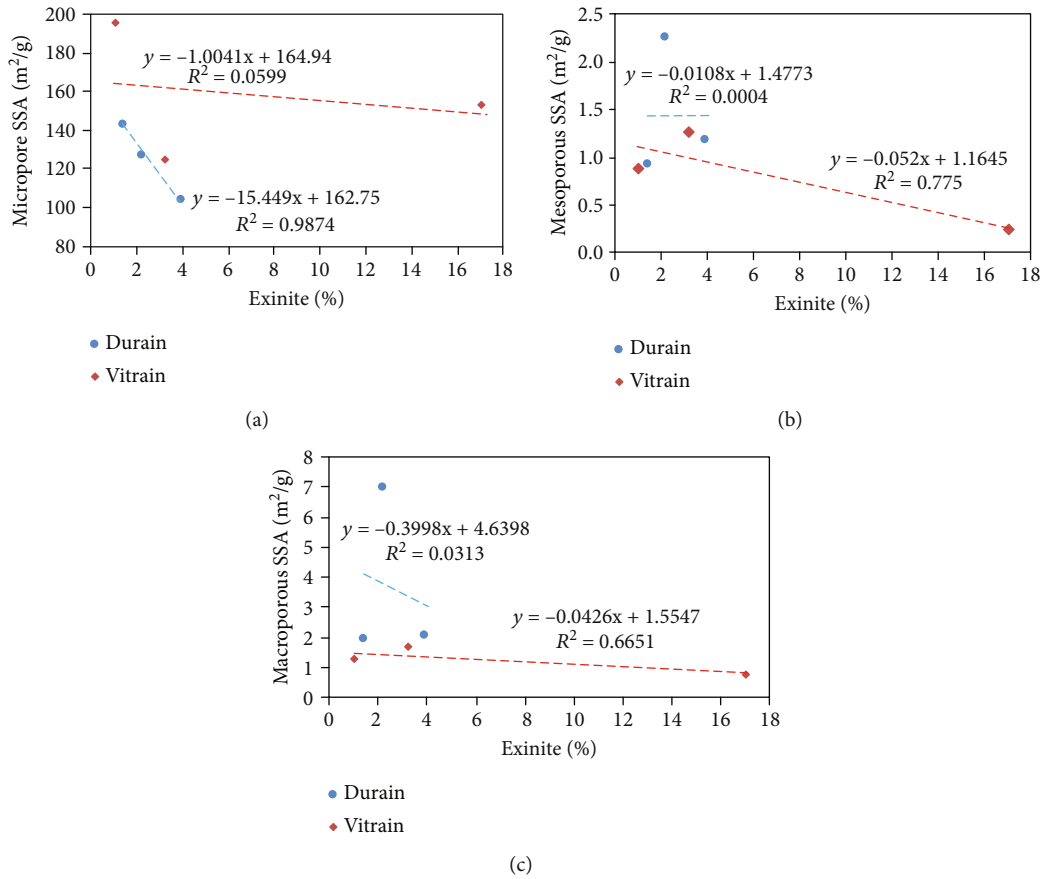 Micropore SSA (m²/g)
200
180
160
140
120
100
80
y = –1.0041x + 164.94
R² = 0.0599
y = –15.449x + 162.75
R² = 0.9874
0 2 4 6 8 10 12 14 16 18
Exinite (%)
Durain
Vitrain
(a)
Mesoporous SSA (m²/g)
2.5
2.0
1.5
1.0
0.5
0.0
y = –0.0108x + 1.4773
R² = 0.0004
y = –0.052x + 1.1645
R² = 0.775
0 2 4 6 8 10 12 14 16 18
Exinite (%)
Durain
Vitrain
(b)
Macroporous SSA (m²/g)
8
7
6
5
4
3
2
1
0
y = –0.3998x + 4.6398
R² = 0.0313
y = –0.0426x + 1.5547
R² = 0.6651
0 2 4 6 8 10 12 14 16 18
Exinite (%)
Durain
Vitrain
(c)